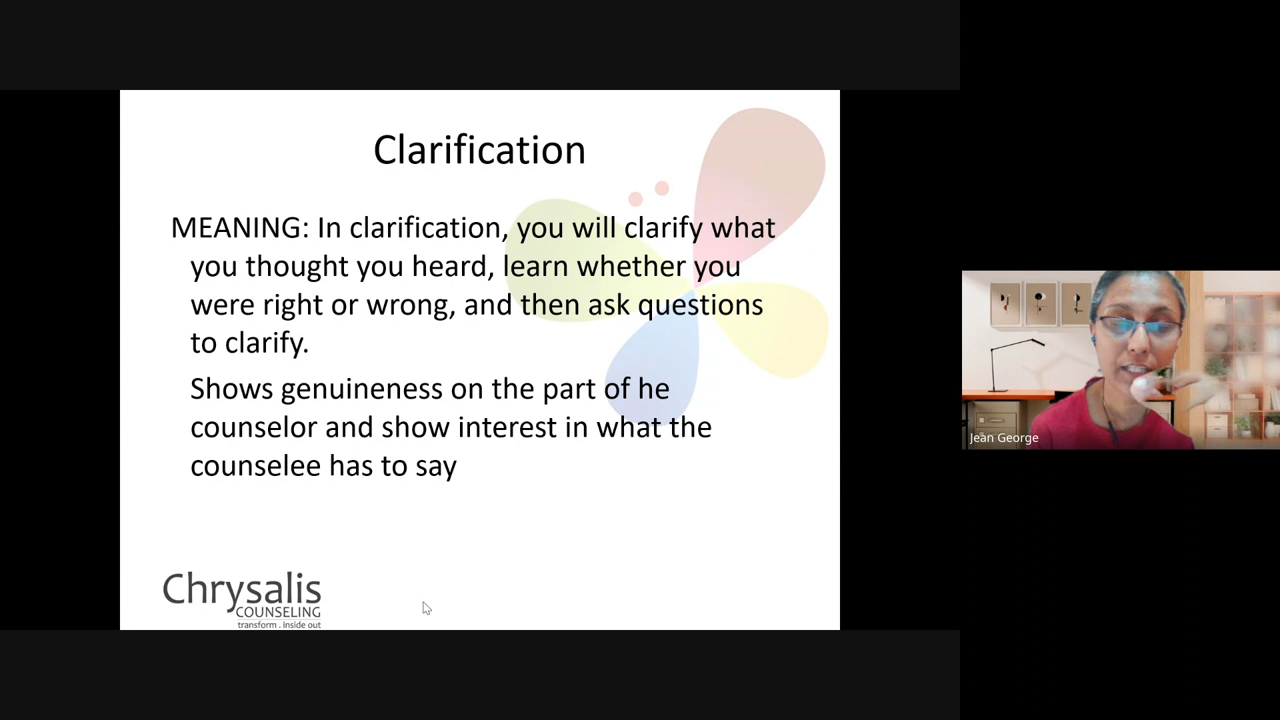 Clarification
MEANING: In clarification, you will clarify what
you thought you heard, learn whether you
were right or wrong, and then ask questions
to clarify.
Shows genuineness on the part of he
counselor and show interest in what the
counselee has to say
Chrysalis
COUNSELING
transform . inside out
Jean George